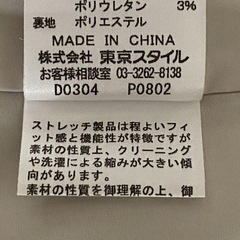 ポリウレタン 3%
裏地 ポリエステル
MADE IN CHINA
株式会社 東京スタイル
お客様相談室 03-3262-8138
D0304 P0802
ストレッチ製品は程よいフィ
ット感と機能性が特徴ですが
素材の性質上、クリーニング
や洗濯による縮みが大きい傾
向があります。
素材の性質を御理解の上、御